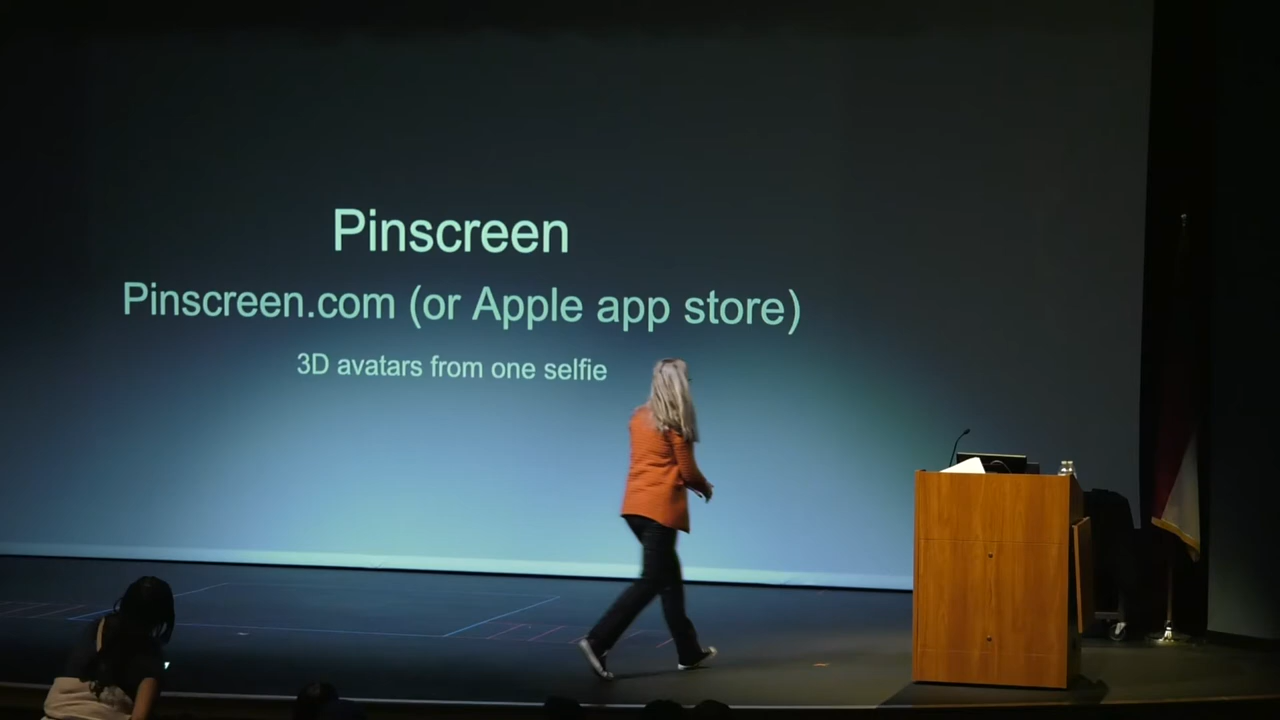 Pinscreen
Pinscreen.com (or Apple app store)
3D avatars from one selfie